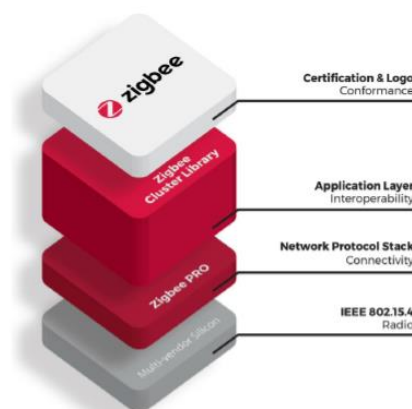 zigbee
Certification & Logo
Conformance
Zigbee
Cluster Library
Application Layer
Interoperability
Network Protocol Stack
Connectivity
Zigbee PRO
IEEE 802.15.4
Radio
Multi-vendor Silicon